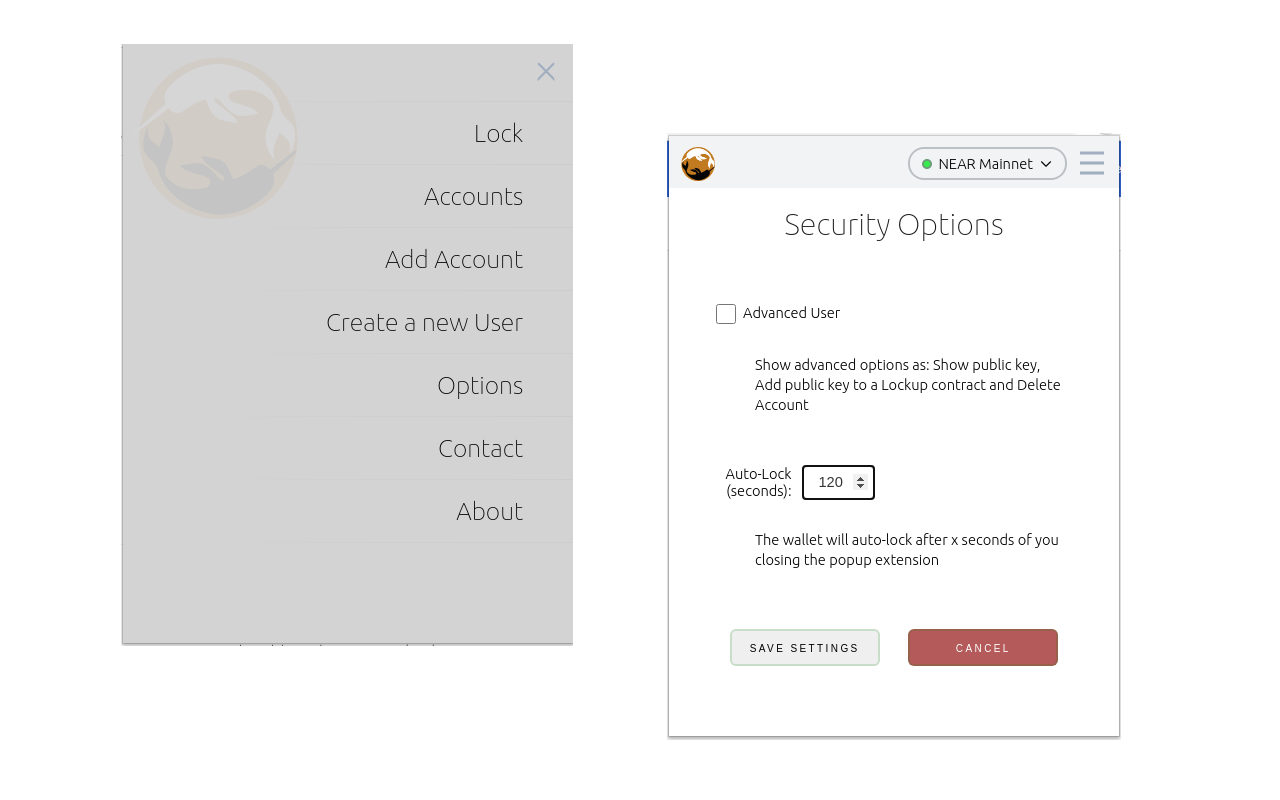 Lock
Accounts
Add Account
Create a new User
Options
Contact
About
NEAR Mainnet
Security Options
Advanced User
Show advanced options as: Show public key,
Add public key to a Lockup contract and Delete
Account
Auto-Lock
(seconds):
120
The wallet will auto-lock after x seconds of you
closing the popup extension
SAVE SETTINGS
CANCEL